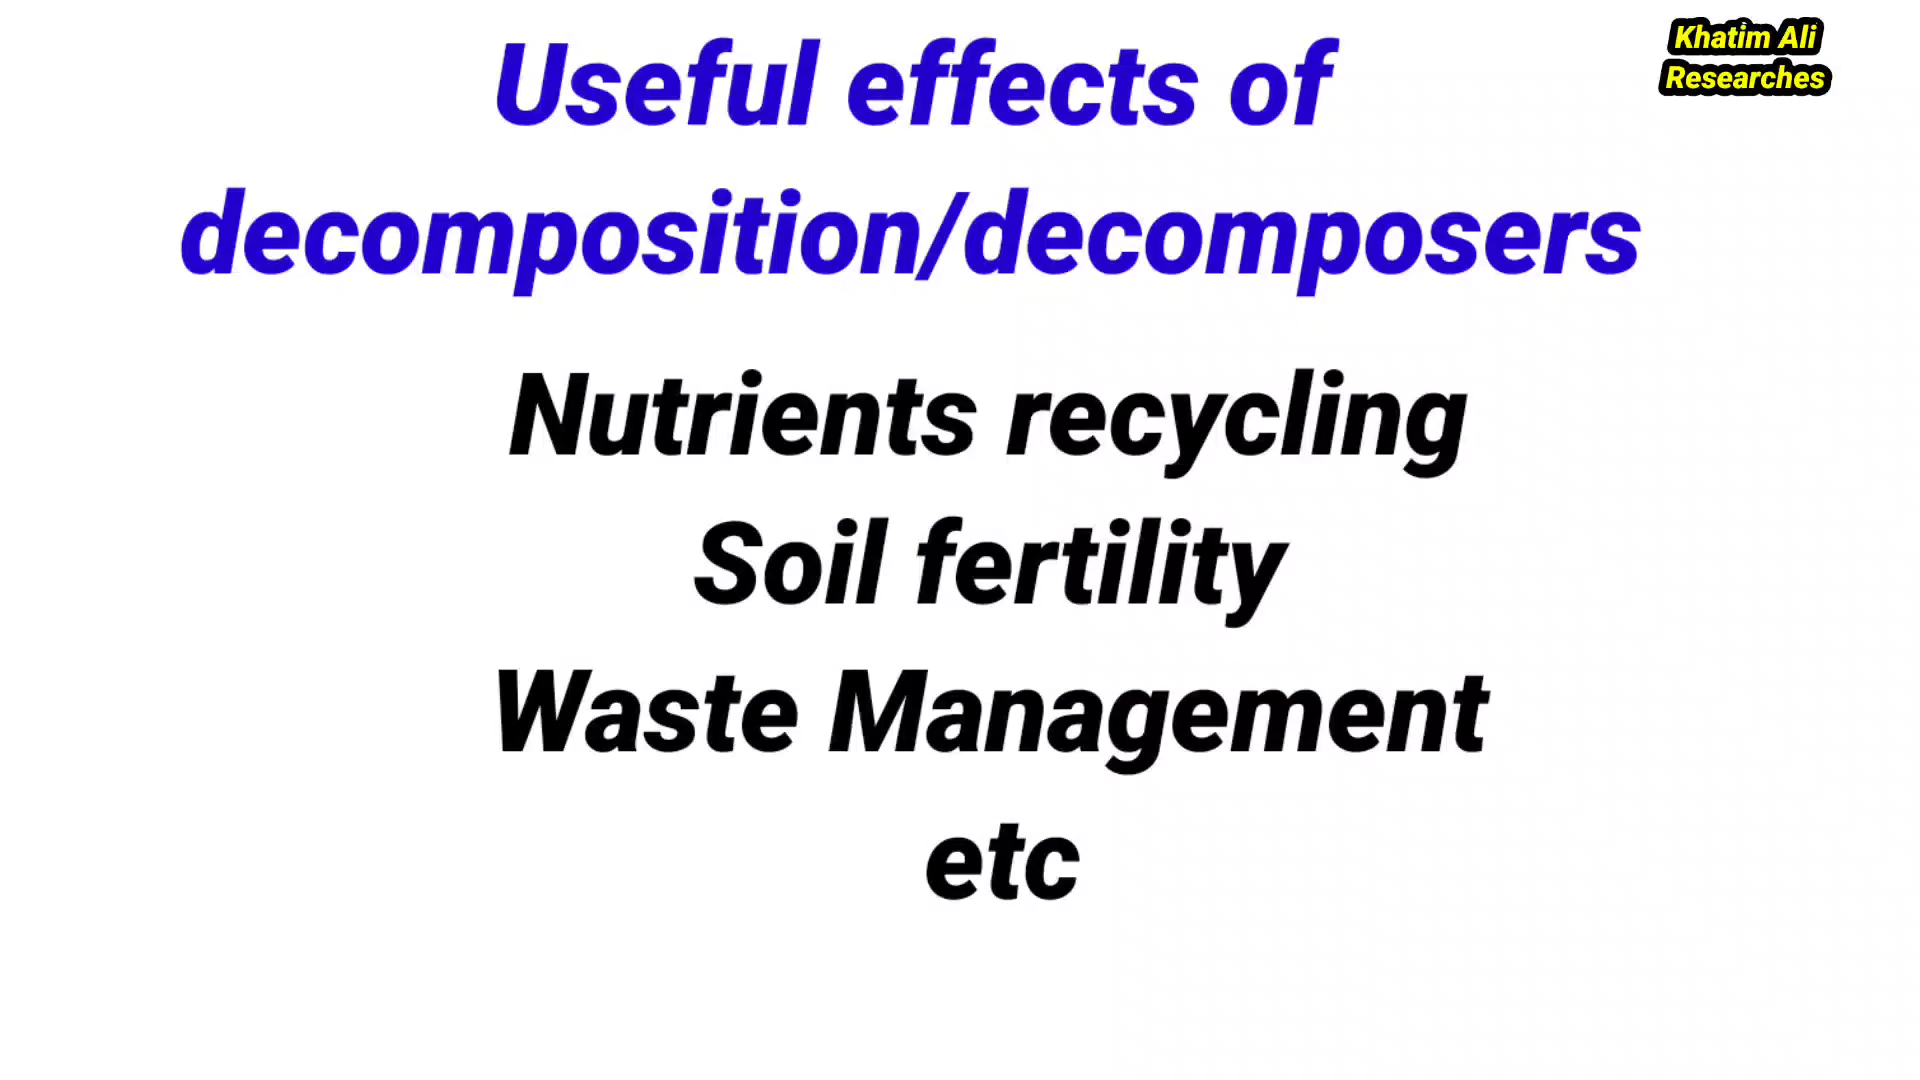 Khatim Ali
Researches
Useful effects of
decomposition/decomposers
Nutrients recycling
Soil fertility
Waste Management
etc